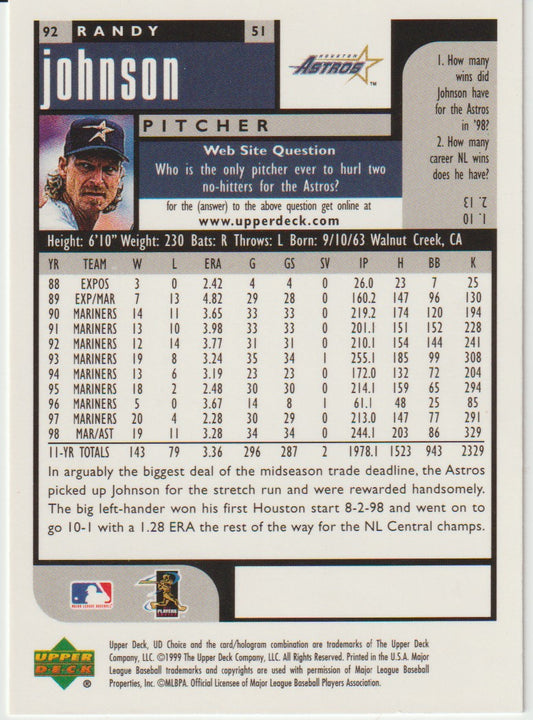 92 RANDY 51
johnson
HOUSTON
ASTROS
TM
PITCHER
1. How many
wins did
Johnson have
for the Astros
in '98?
2. How many
career NL wins
does he have?
2. 13
1. 10
Web Site Question
Who is the only pitcher ever to hurl two
no-hitters for the Astros?
for the (answer) to the above question get online at
www.upperdeck.com
Height: 6'10" Weight: 230 Bats: R Throws: L Born: 9/10/63 Walnut Creek, CA
YR TEAM W L ERA G GS SV IP H BB K
88 EXPOS 3 0 2.42 4 4 0 26.0 23 7 25
89 EXP/MAR 7 13 4.82 29 28 0 160.2 147 96 130
90 MARINERS 14 11 3.65 33 33 0 219.2 174 120 194
91 MARINERS 13 10 3.98 33 33 0 201.1 151 152 228
92 MARINERS 12 14 3.77 31 31 0 210.1 154 144 241
93 MARINERS 19 8 3.24 35 34 1 255.1 185 99 308
94 MARINERS 13 6 3.19 23 23 0 172.0 132 72 204
95 MARINERS 18 2 2.48 30 30 0 214.1 159 65 294
96 MARINERS 5 0 3.67 14 8 1 61.1 48 25 85
97 MARINERS 20 4 2.28 30 29 0 213.0 147 77 291
98 MAR/AST 19 11 3.28 34 34 0 244.1 203 86 329
11-YR TOTALS 143 79 3.36 296 287 2 1978.1 1523 943 2329
In arguably the biggest deal of the midseason trade deadline, the Astros
picked up Johnson for the stretch run and were rewarded handsomely.
The big left-hander won his first Houston start 8-2-98 and went on to
go 10-1 with a 1.28 ERA the rest of the way for the NL Central champs.
MAJOR LEAGUE BASEBALL
PLAYERS
UPPER
DECK
®
Upper Deck, UD Choice and the card/hologram combination are trademarks of The Upper Deck
Company, LLC. ©1999 The Upper Deck Company, LLC. All Rights Reserved. Printed in the U.S.A. Major
League Baseball trademarks and copyrights are used with permission of Major League Baseball
Properties, Inc. ©MLBPA. Official Licensee of Major League Baseball Players Association.